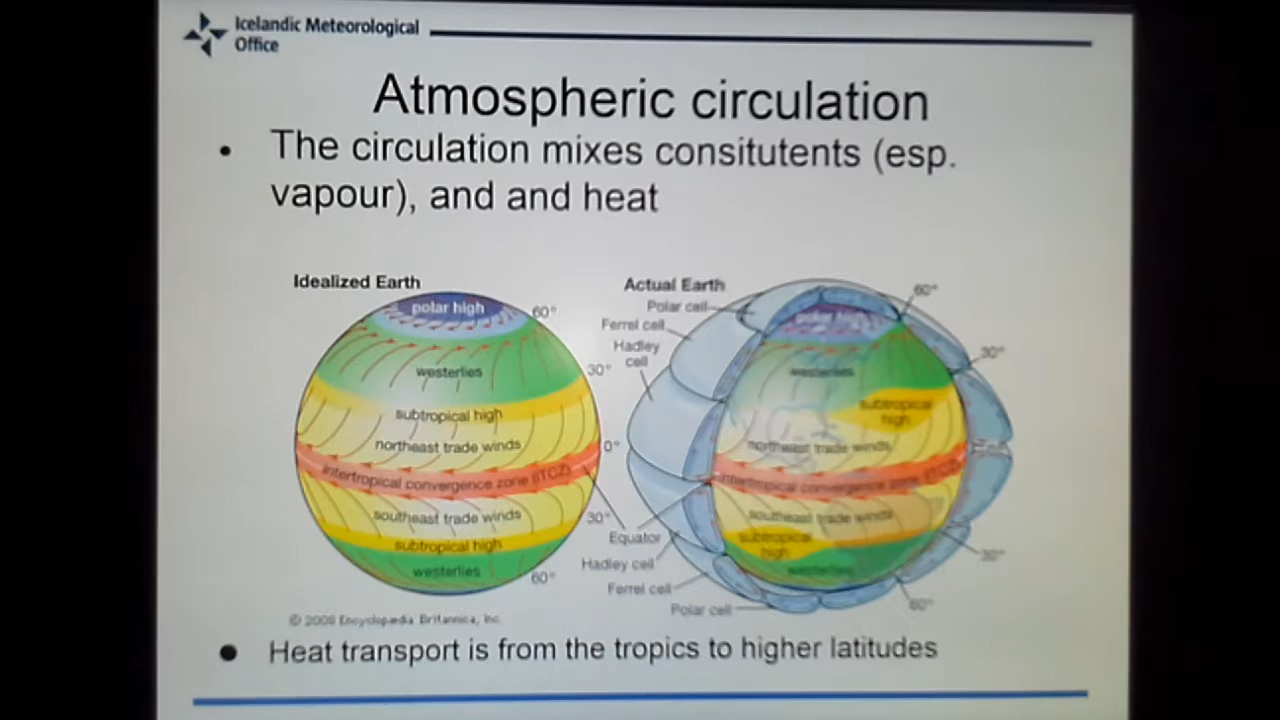 Icelandic Meteorological
Office
Atmospheric circulation
• The circulation mixes consitutents (esp.
vapour), and and heat
Idealized Earth
polar high
60°
westerlies
30°
subtropical high
northeast trade winds
0°
intertropical convergence zone (ITCZ)
southeast trade winds
30°
subtropical high
westerlies
60°
© 2008 Encyclopædia Britannica, Inc.
Actual Earth
Polar cell
Ferrel cell
Hadley
cell
polar high
60°
30°
westerlies
subtropical
high
northeast trade winds
intertropical convergence zone (ITCZ)
southeast trade winds
subtropical
high
westerlies
30°
60°
Equator
Hadley cell
Ferrel cell
Polar cell
• Heat transport is from the tropics to higher latitudes